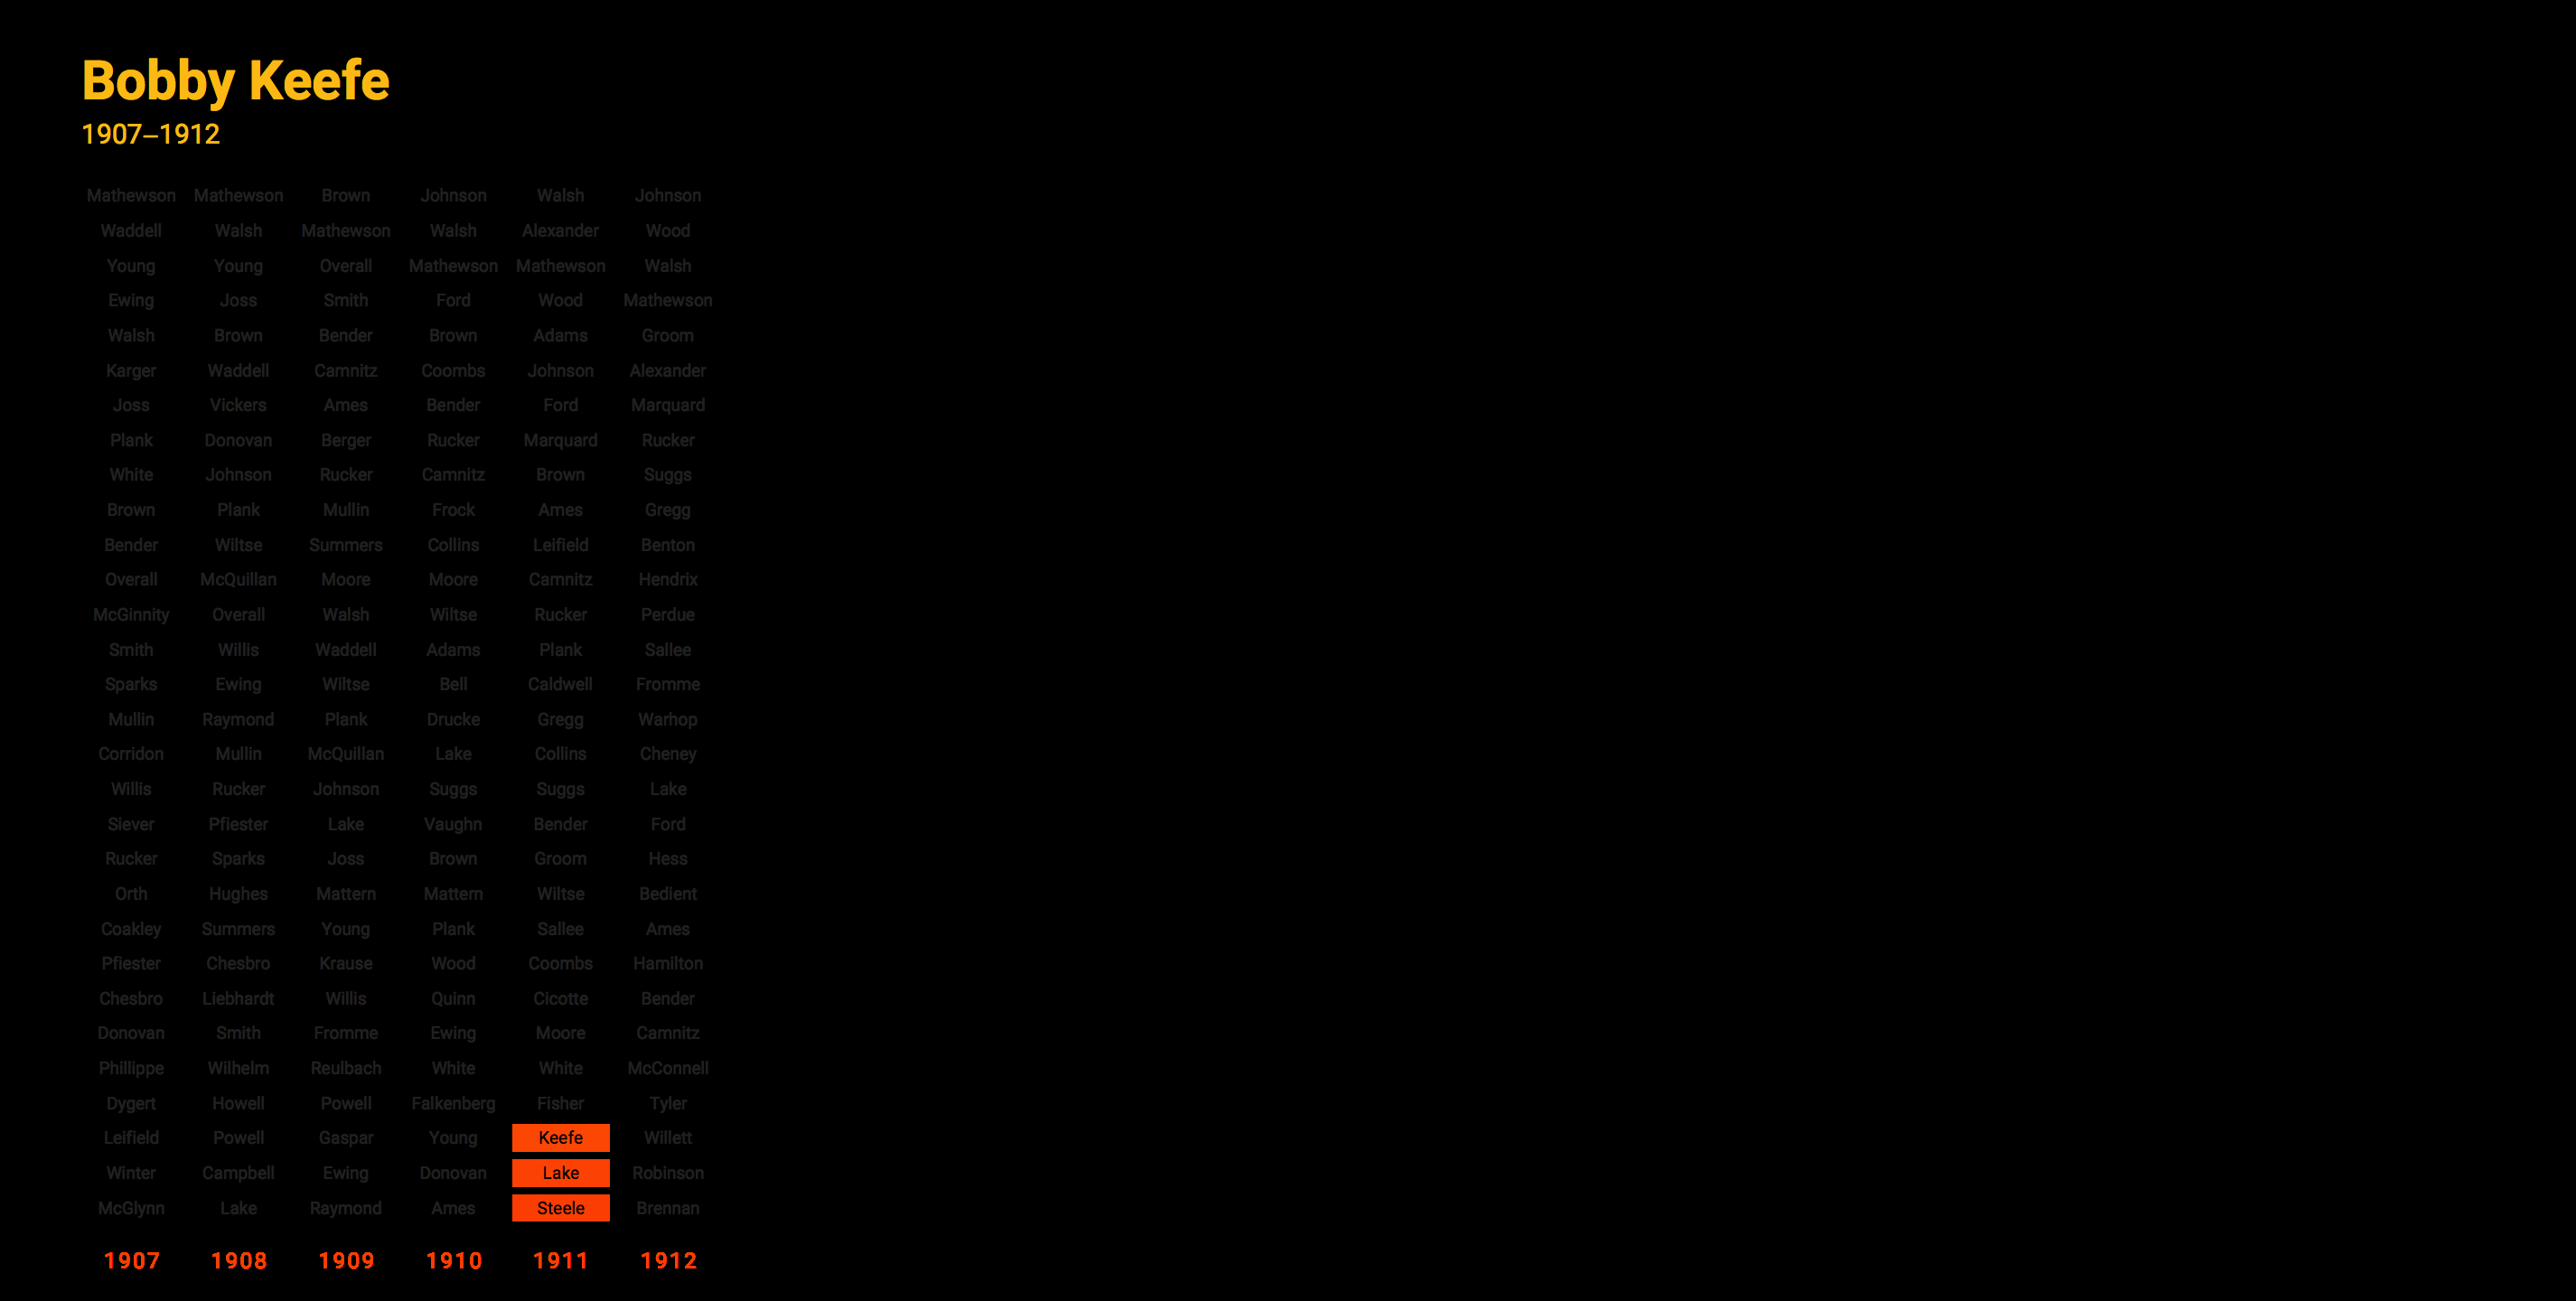 Bobby Keefe
1907–1912
Mathewson Mathewson Brown Johnson Walsh Johnson
Waddell Walsh Mathewson Walsh Alexander Wood
Young Young Overall Mathewson Mathewson Walsh
Ewing Joss Smith Ford Wood Mathewson
Walsh Brown Bender Brown Adams Groom
Karger Waddell Camnitz Coombs Johnson Alexander
Joss Vickers Ames Bender Ford Marquard
Plank Donovan Berger Rucker Marquard Rucker
White Johnson Rucker Camnitz Brown Suggs
Brown Plank Mullin Frock Ames Gregg
Bender Wiltse Summers Collins Leifield Benton
Overall McQuillan Moore Moore Camnitz Hendrix
McGinnity Overall Walsh Wiltse Rucker Perdue
Smith Willis Waddell Adams Plank Sallee
Sparks Ewing Wiltse Bell Caldwell Fromme
Mullin Raymond Plank Drucke Gregg Warhop
Corridon Mullin McQuillan Lake Collins Cheney
Willis Rucker Johnson Suggs Suggs Lake
Siever Pfiester Lake Vaughn Bender Ford
Rucker Sparks Joss Brown Groom Hess
Orth Hughes Mattern Mattern Wiltse Bedient
Coakley Summers Young Plank Sallee Ames
Pfiester Chesbro Krause Wood Coombs Hamilton
Chesbro Liebhardt Willis Quinn Cicotte Bender
Donovan Smith Fromme Ewing Moore Camnitz
Phillippe Wilhelm Reulbach White White McConnell
Dygert Howell Powell Falkenberg Fisher Tyler
Leifield Powell Gaspar Young Keefe Willett
Winter Campbell Ewing Donovan Lake Robinson
McGlynn Lake Raymond Ames Steele Brennan
1907 1908 1909 1910 1911 1912